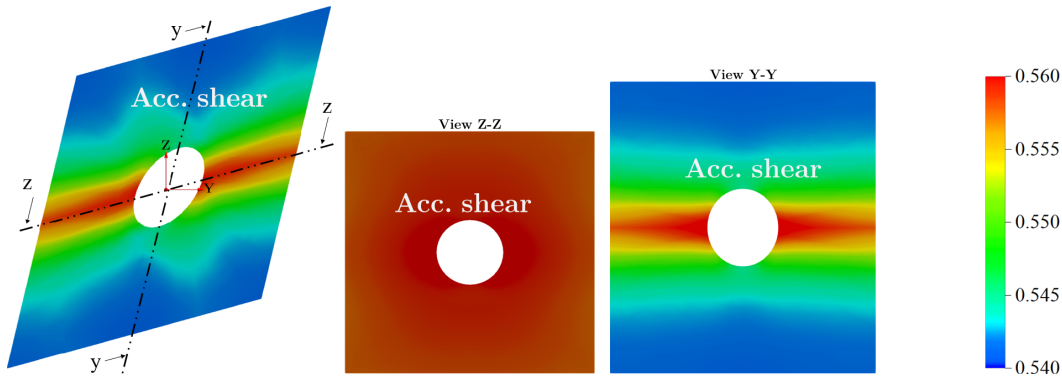 y
Acc. shear
z
z
Z
Y
y
View Z-Z
Acc. shear
View Y-Y
Acc. shear
0.560
0.555
0.550
0.545
0.540